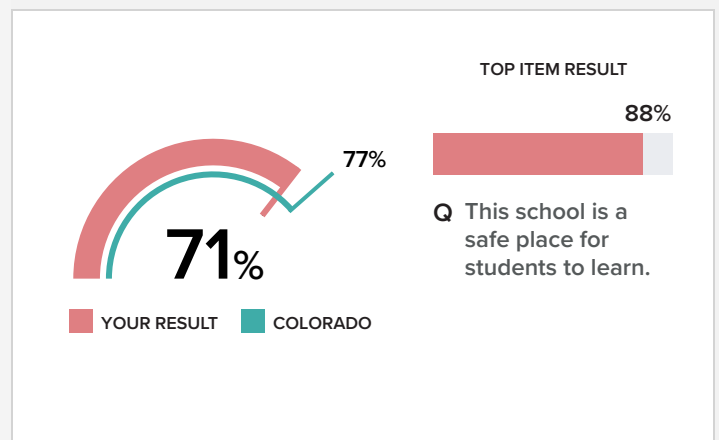 77%
71%
YOUR RESULT
COLORADO
TOP ITEM RESULT
88%
Q This school is a
safe place for
students to learn.